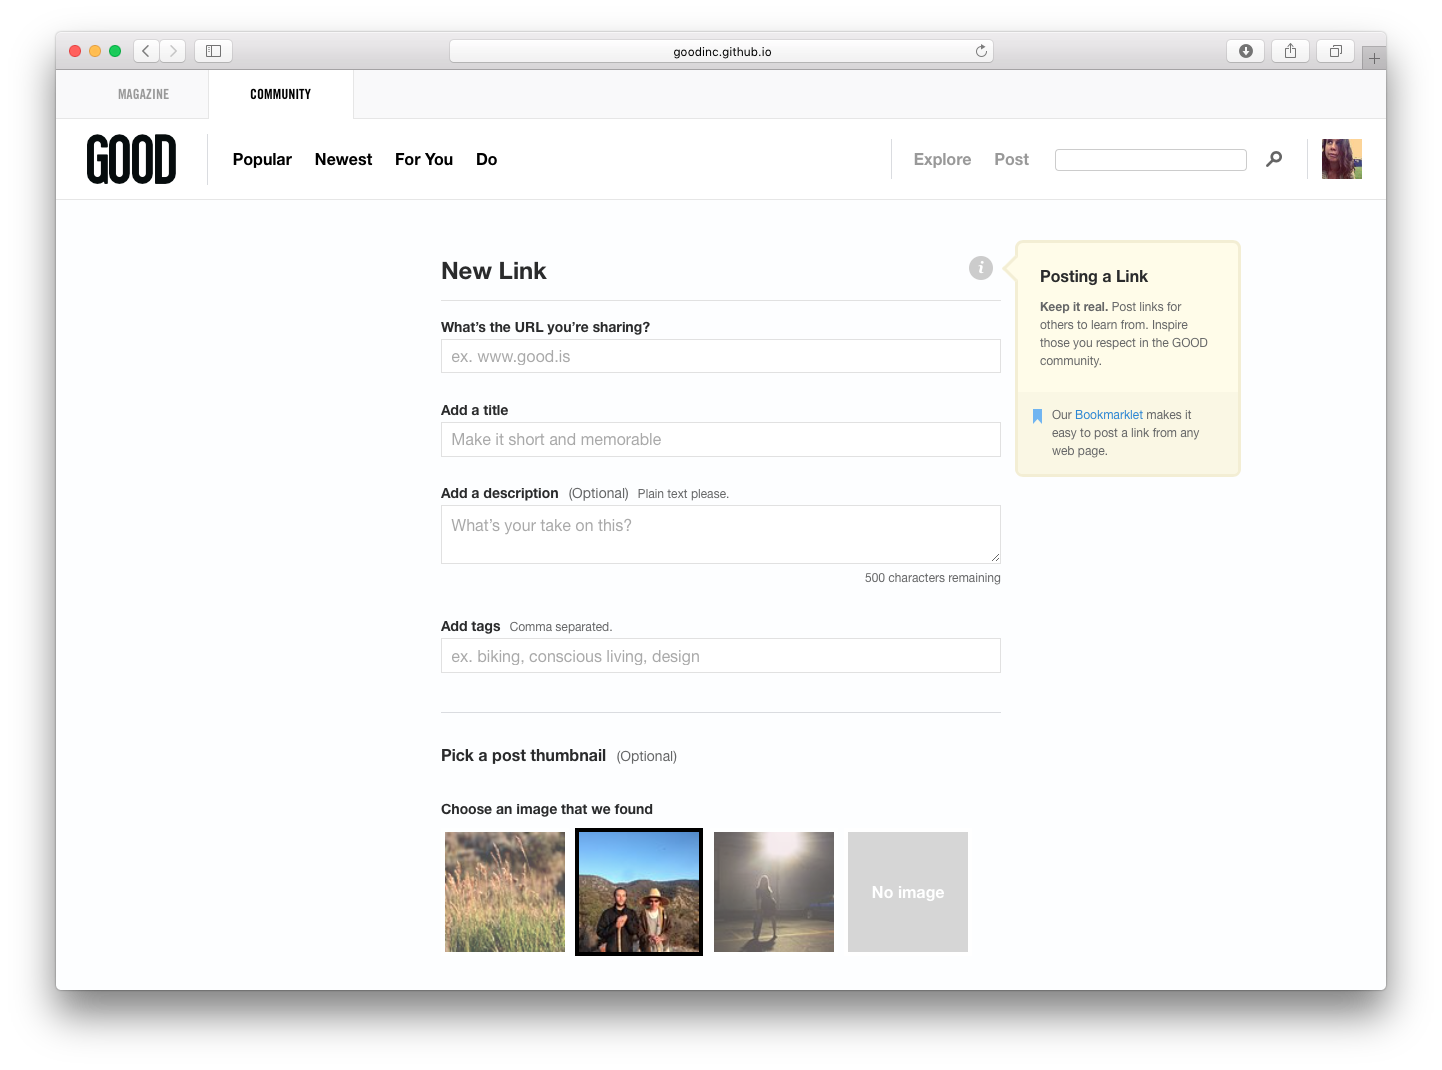 goodinc.github.io
MAGAZINE
COMMUNITY
GOOD
Popular
Newest
For You
Do
Explore
Post
New Link
i
What’s the URL you’re sharing?
ex. www.good.is
Add a title
Make it short and memorable
Add a description (Optional) Plain text please.
What’s your take on this?
500 characters remaining
Add tags Comma separated.
ex. biking, conscious living, design
Pick a post thumbnail (Optional)
Choose an image that we found
No image
Posting a Link
Keep it real. Post links for
others to learn from. Inspire
those you respect in the GOOD
community.
Our Bookmarklet makes it
easy to post a link from any
web page.